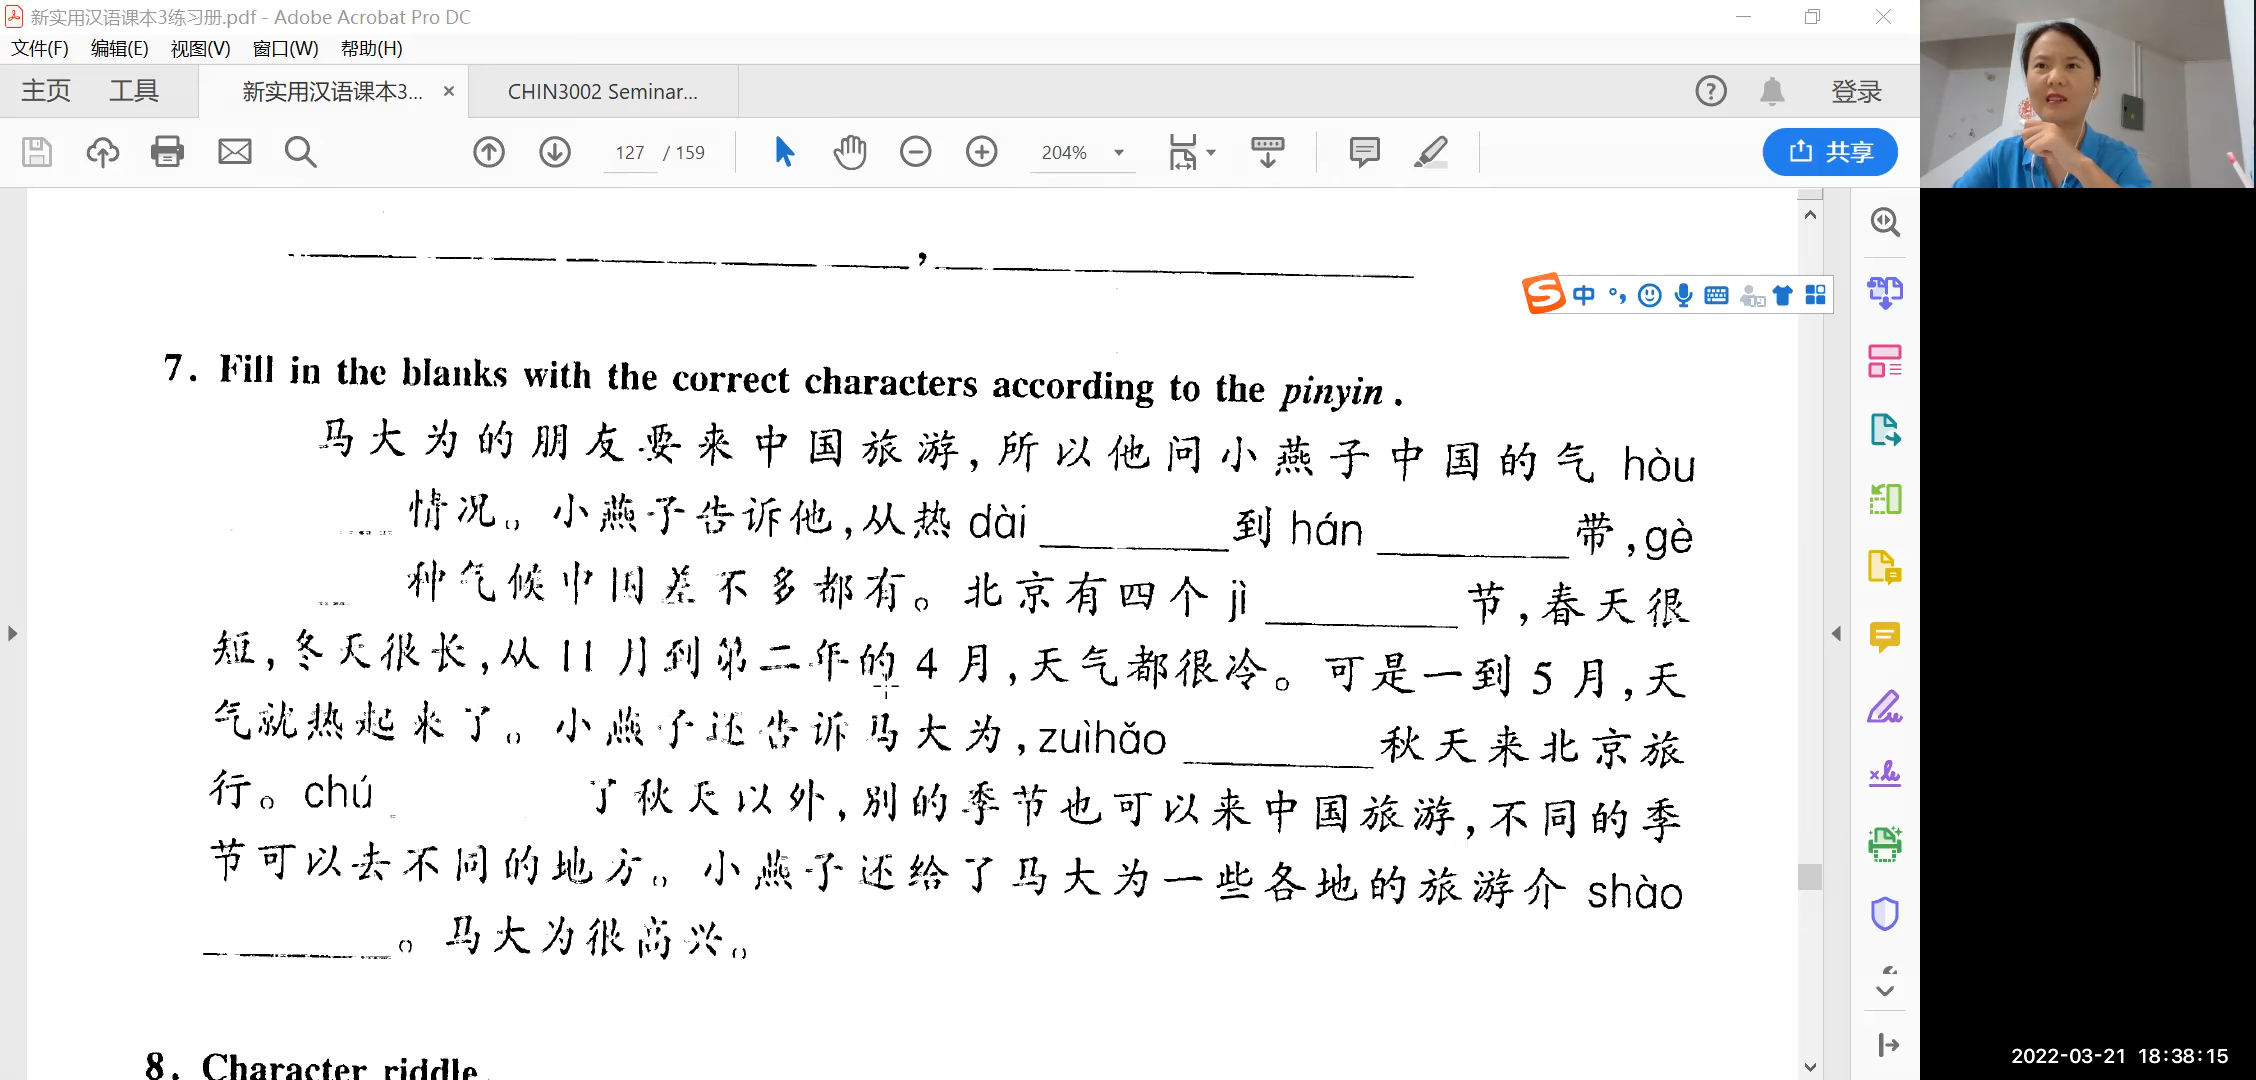 新实用汉语课本3练习册.pdf - Adobe Acrobat Pro DC
文件(F) 编辑(E) 视图(V) 窗口(W) 帮助(H)
主页 工具 新实用汉语课本3... × CHIN3002 Seminar... 登录
127 / 159 204% 共享
中
7. Fill in the blanks with the correct characters according to the pinyin.
马大为的朋友要来中国旅游,所以他问小燕子中国的气 hòu
情况。小燕子告诉他,从热 dài ________ 到 hán ________ 带,gè
种气候中国差不多都有。北京有四个 jì ________ 节,春天很
短,冬天很长,从 11 月到第二年的 4 月,天气都很冷。可是一到 5 月,天
气就热起来了。小燕子还告诉马大为,zuìhǎo ________ 秋天来北京旅
行。chú 了秋天以外,别的季节也可以来中国旅游,不同的季
节可以去不同的地方。小燕子还给了马大为一些各地的旅游介 shào
________。马大为很高兴。
8. Character riddle.
2022-03-21 18:38:15